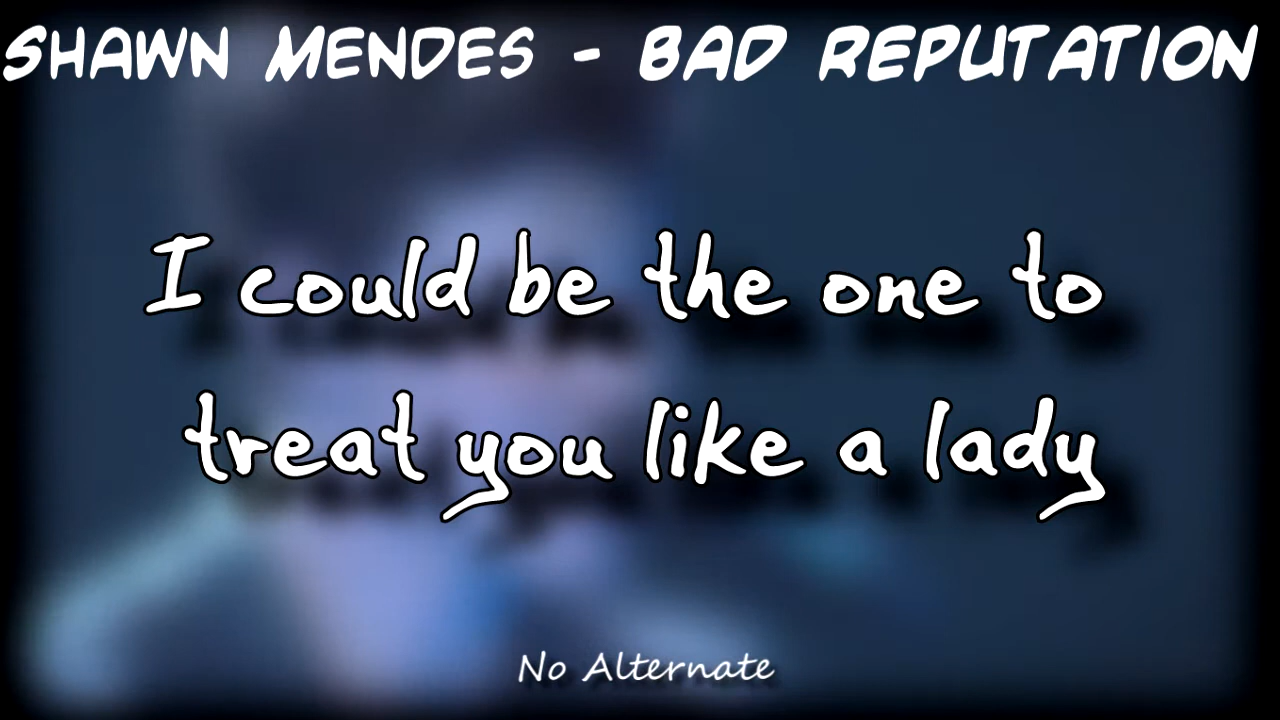 SHAWN MENDES - BAD REPUTATION
I could be the one to
treat you like a lady
No Alternate